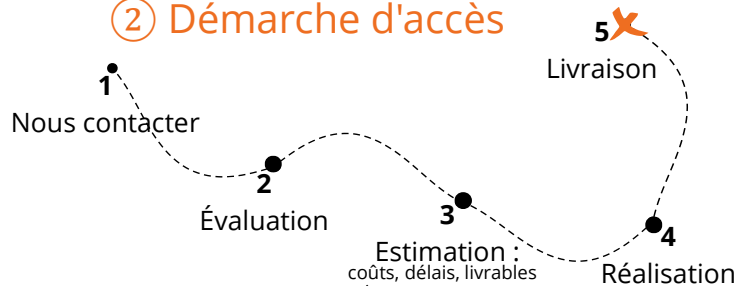 ② Démarche d'accès
1
Nous contacter
2
Évaluation
3
Estimation :
coûts, délais, livrables
4
Réalisation
5
Livraison